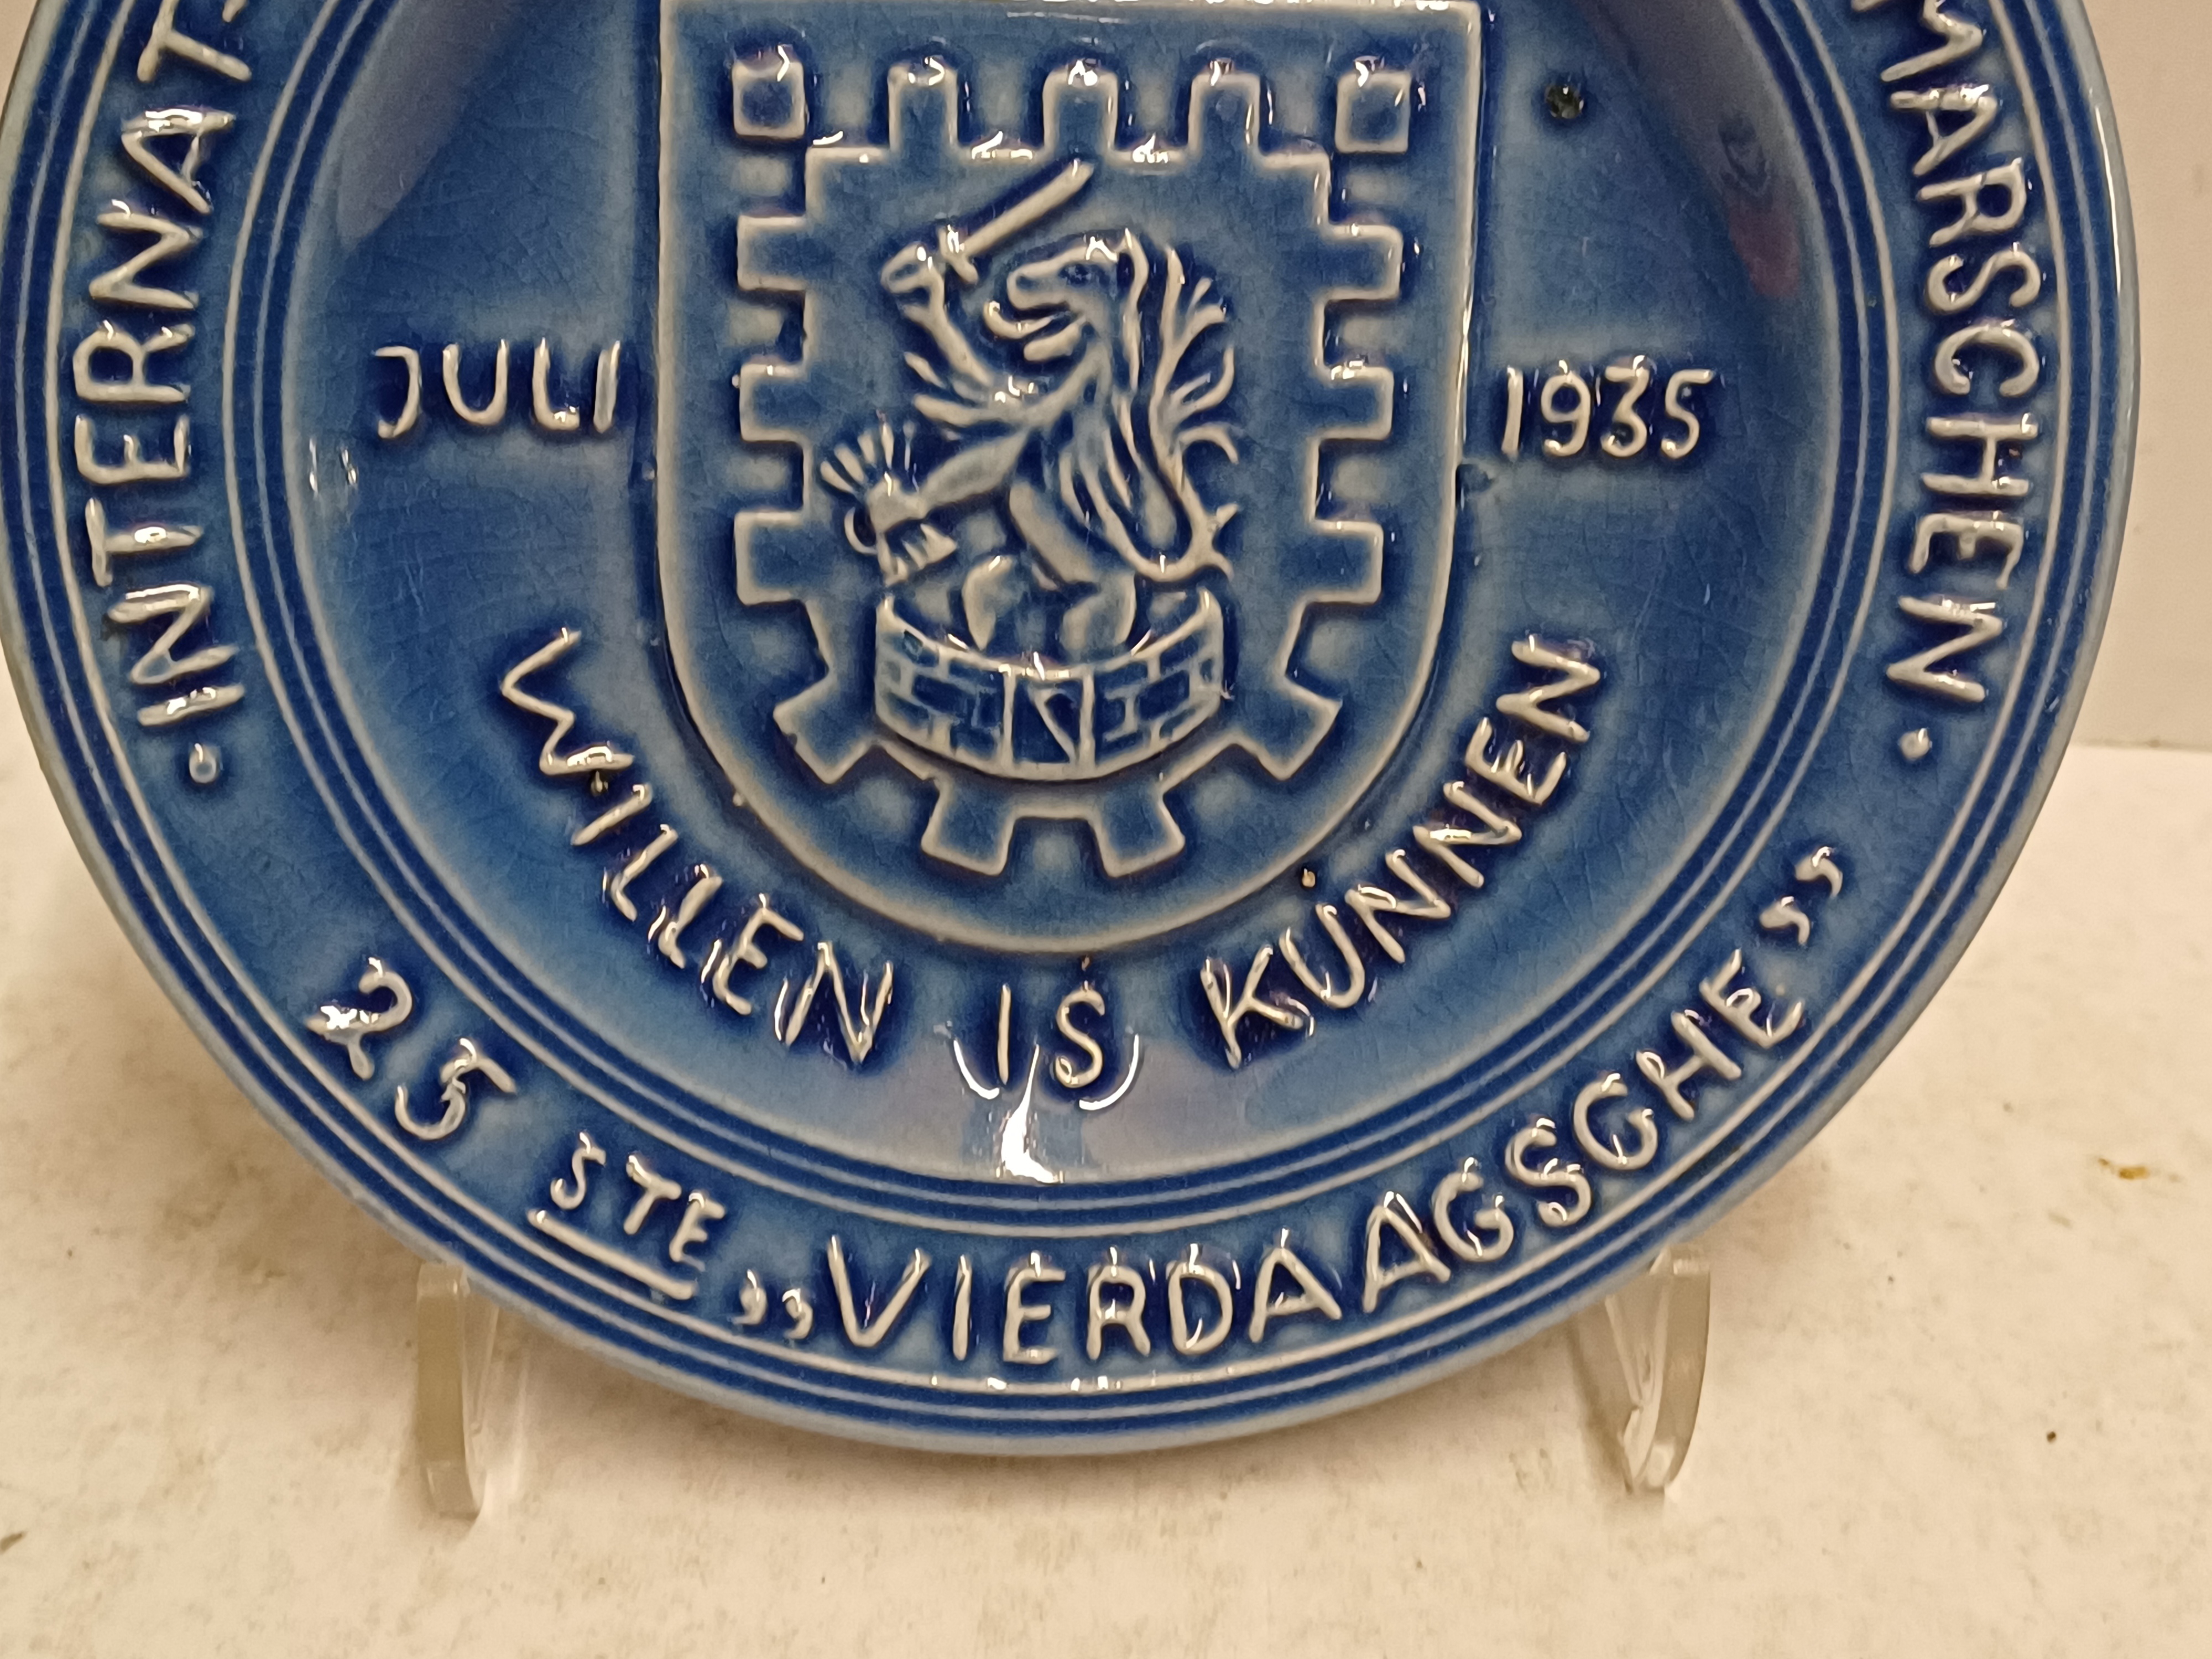 INTERNAT
MARSCHEN
JULI
1935
WILLEN IS KUNNEN
25 STE „VIERDAAGSCHE”